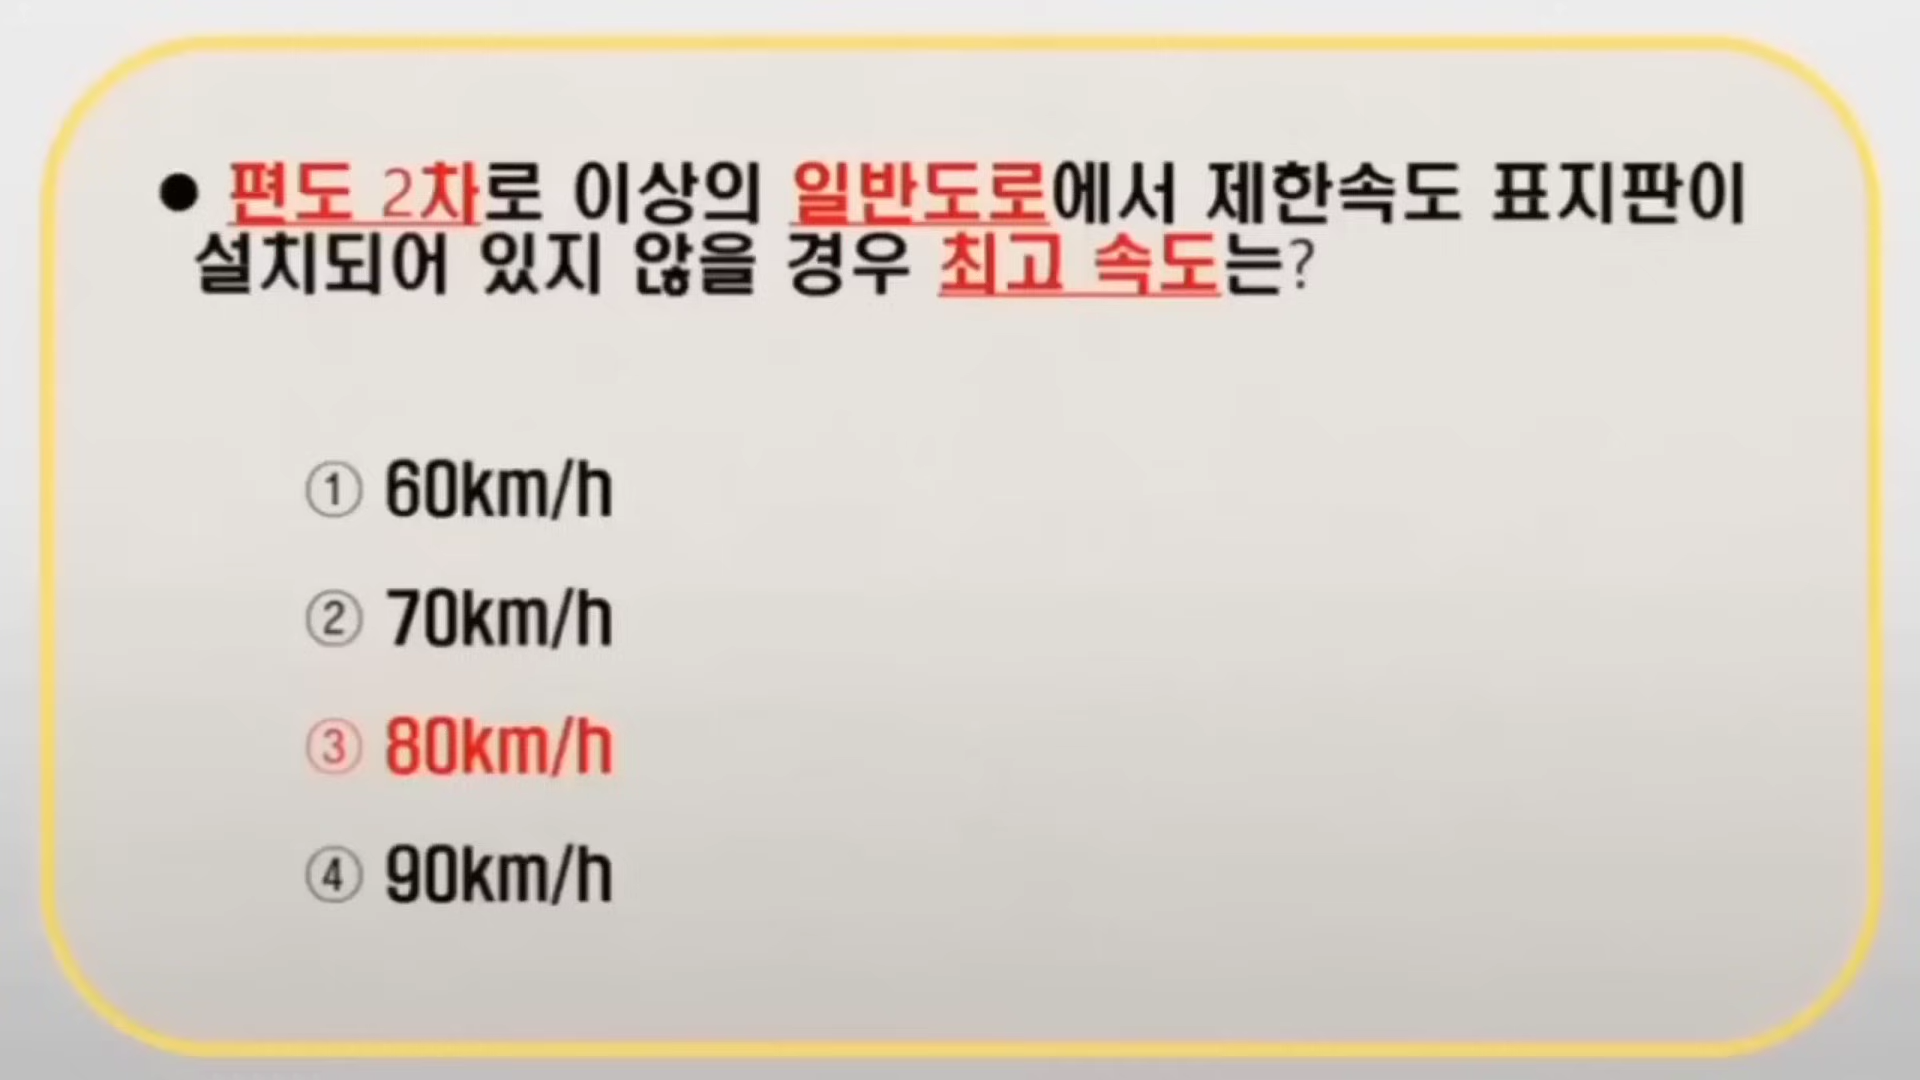 ● 편도 2차로 이상의 일반도로에서 제한속도 표지판이
설치되어 있지 않을 경우 최고 속도는?
① 60km/h
② 70km/h
③ 80km/h
④ 90km/h